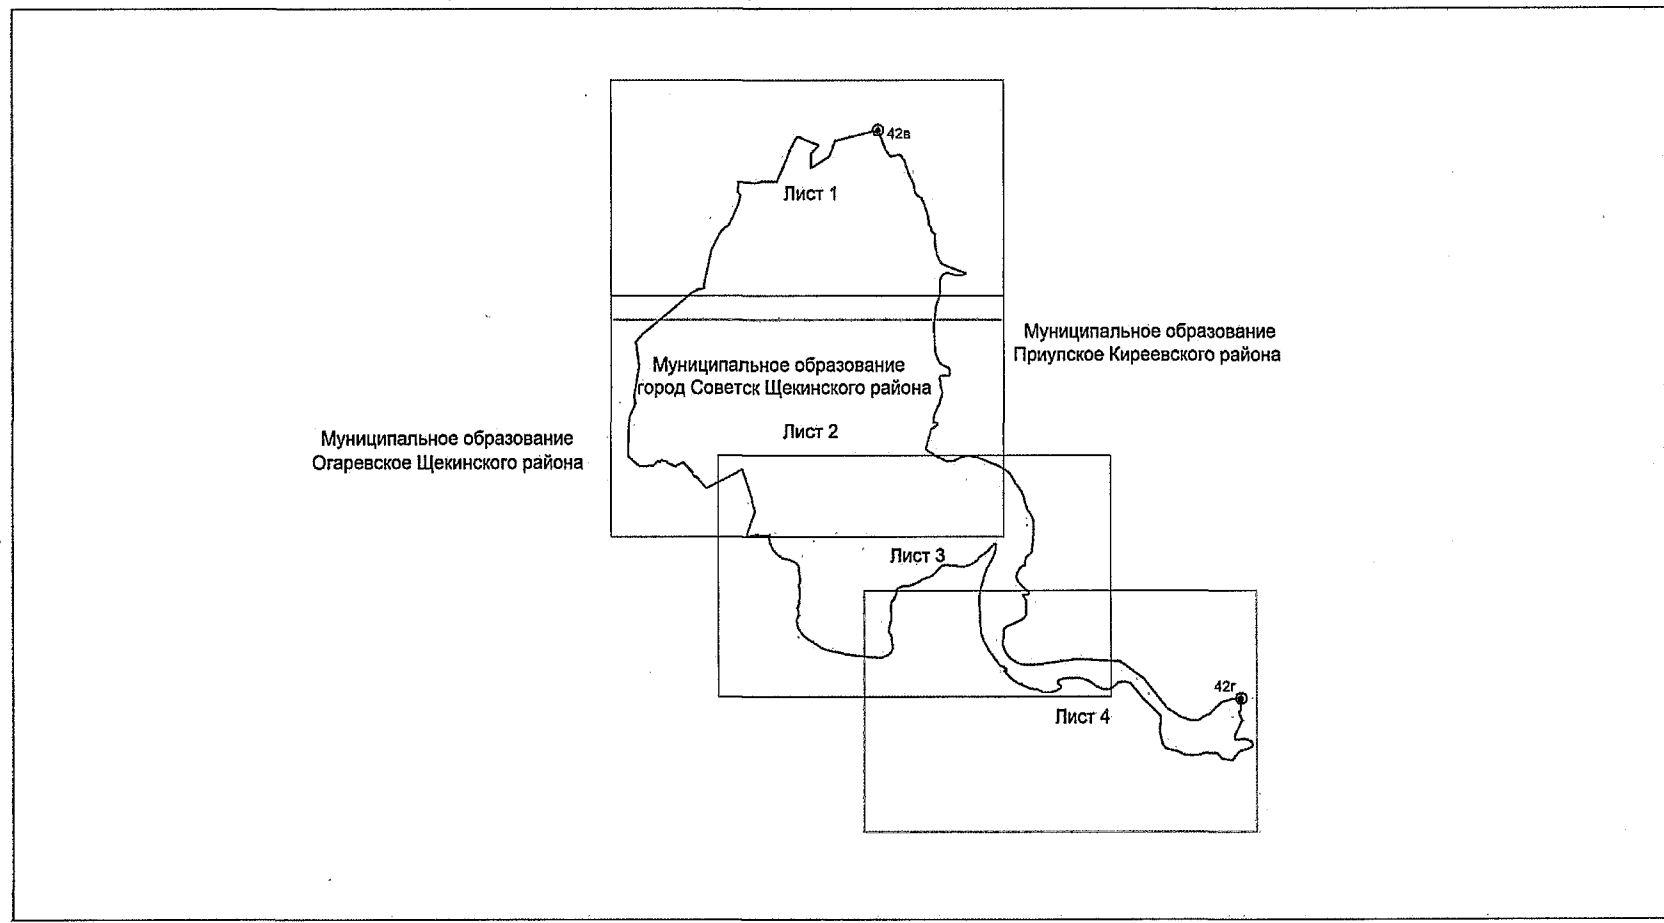 42в
Лист 1
Муниципальное образование
Приупское Киреевского района
Муниципальное образование
город Советск Щекинского района
Лист 2
Муниципальное образование
Огаревское Щекинского района
Лист 3
42г
Лист 4